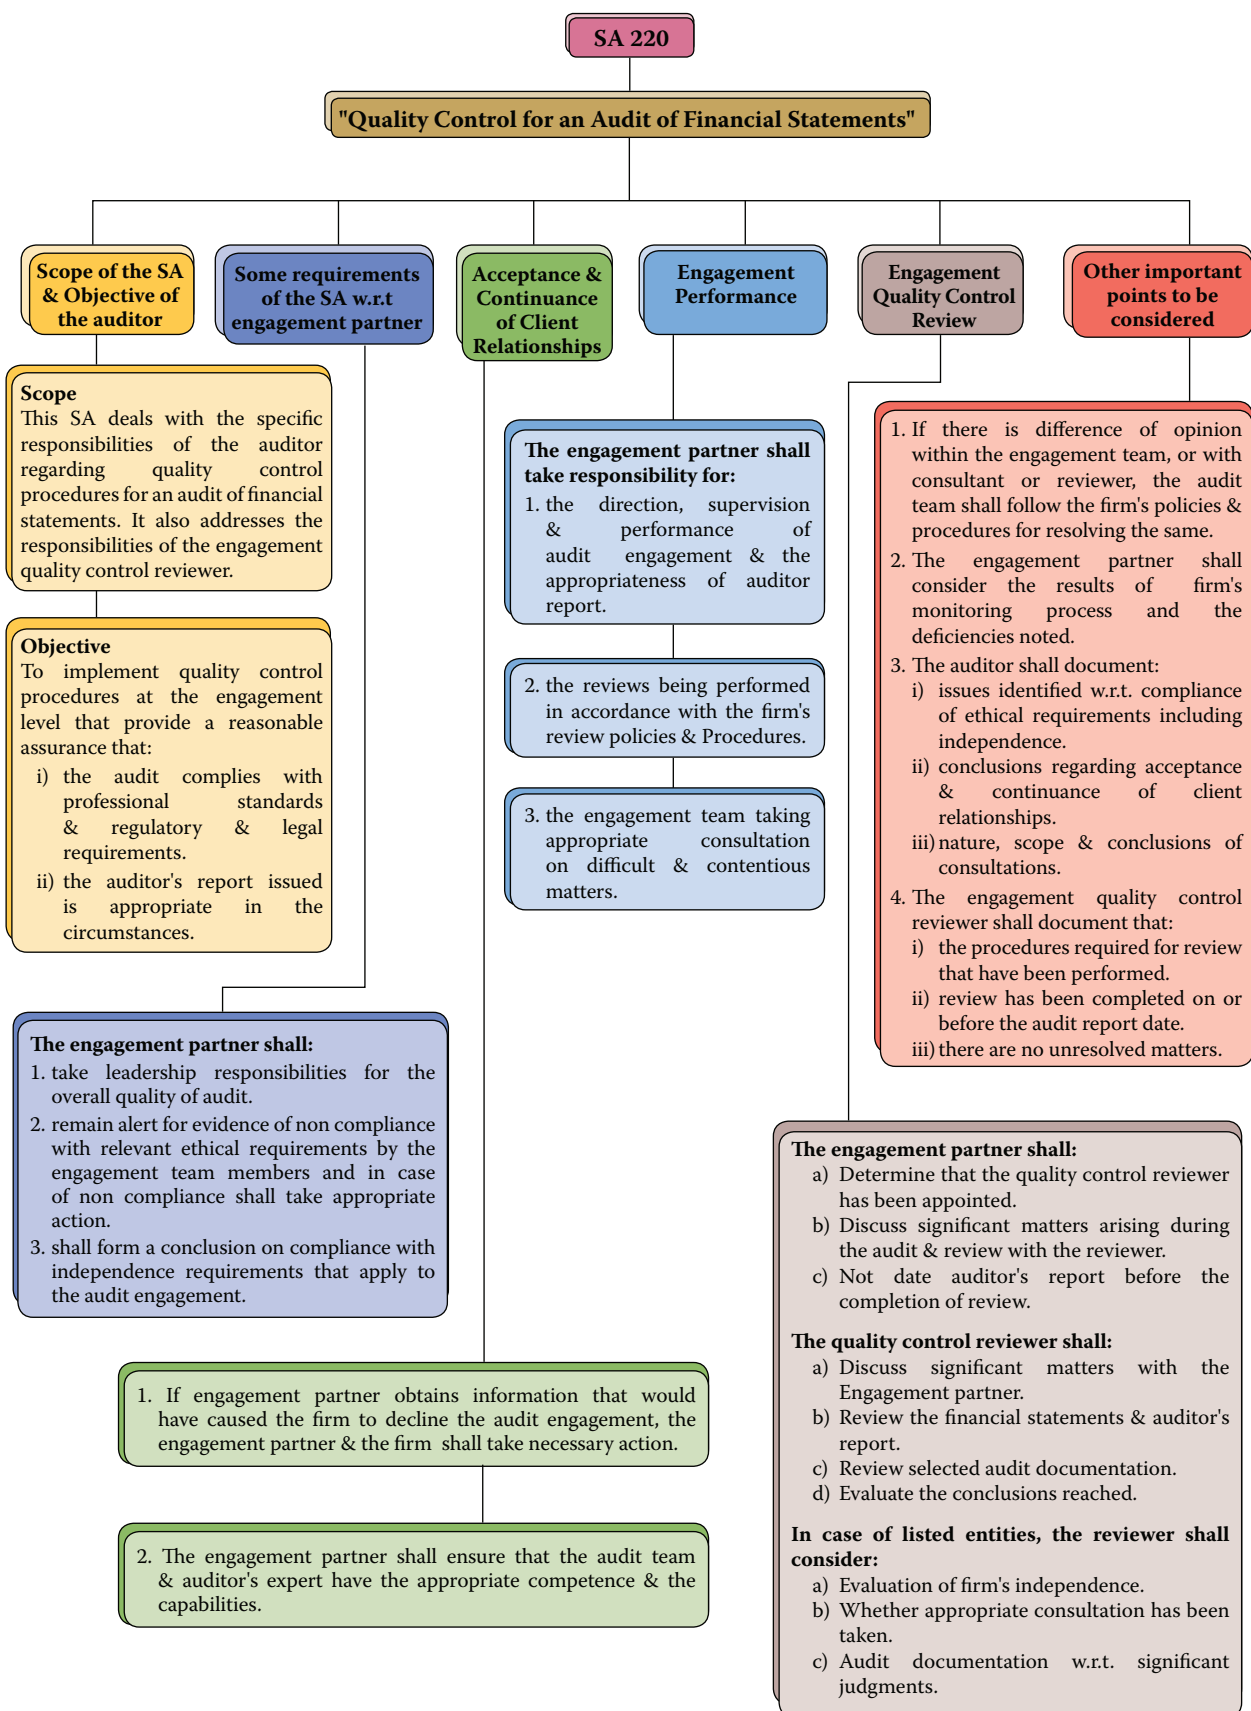 SA 220
"Quality Control for an Audit of Financial Statements"
Scope of the SA
& Objective of
the auditor
Some requirements
of the SA w.r.t
engagement partner
Acceptance &
Continuance
of Client
Relationships
Engagement
Performance
Engagement
Quality Control
Review
Other important
points to be
considered
Scope
This SA deals with the specific
responsibilities of the auditor
regarding quality control
procedures for an audit of financial
statements. It also addresses the
responsibilities of the engagement
quality control reviewer.
Objective
To implement quality control
procedures at the engagement
level that provide a reasonable
assurance that:
i) the audit complies with
professional standards
& regulatory & legal
requirements.
ii) the auditor's report issued
is appropriate in the
circumstances.
The engagement partner shall:
1. take leadership responsibilities for the
overall quality of audit.
2. remain alert for evidence of non compliance
with relevant ethical requirements by the
engagement team members and in case
of non compliance shall take appropriate
action.
3. shall form a conclusion on compliance with
independence requirements that apply to
the audit engagement.
1. If engagement partner obtains information that would
have caused the firm to decline the audit engagement, the
engagement partner & the firm shall take necessary action.
2. The engagement partner shall ensure that the audit team
& auditor's expert have the appropriate competence & the
capabilities.
The engagement partner shall
take responsibility for:
1. the direction, supervision
& performance of
audit engagement & the
appropriateness of auditor
report.
2. the reviews being performed
in accordance with the firm's
review policies & Procedures.
3. the engagement team taking
appropriate consultation
on difficult & contentious
matters.
The engagement partner shall:
a) Determine that the quality control reviewer
has been appointed.
b) Discuss significant matters arising during
the audit & review with the reviewer.
c) Not date auditor's report before the
completion of review.
The quality control reviewer shall:
a) Discuss significant matters with the
Engagement partner.
b) Review the financial statements & auditor's
report.
c) Review selected audit documentation.
d) Evaluate the conclusions reached.
In case of listed entities, the reviewer shall
consider:
a) Evaluation of firm's independence.
b) Whether appropriate consultation has been
taken.
c) Audit documentation w.r.t. significant
judgments.
1. If there is difference of opinion
within the engagement team, or with
consultant or reviewer, the audit
team shall follow the firm's policies &
procedures for resolving the same.
2. The engagement partner shall
consider the results of firm's
monitoring process and the
deficiencies noted.
3. The auditor shall document:
i) issues identified w.r.t. compliance
of ethical requirements including
independence.
ii) conclusions regarding acceptance
& continuance of client
relationships.
iii) nature, scope & conclusions of
consultations.
4. The engagement quality control
reviewer shall document that:
i) the procedures required for review
that have been performed.
ii) review has been completed on or
before the audit report date.
iii) there are no unresolved matters.